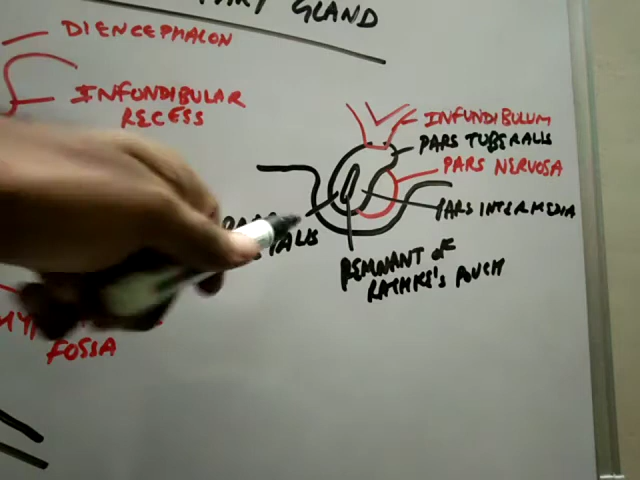 GLAND
DIENCEPHALON
INFUNDIBULAR
RECESS
INFUNDIBULUM
PARS TUBERALIS
PARS NERVOSA
PARS INTERMEDIA
REMNANT OF
RATHKE'S POUCH
FOSSA